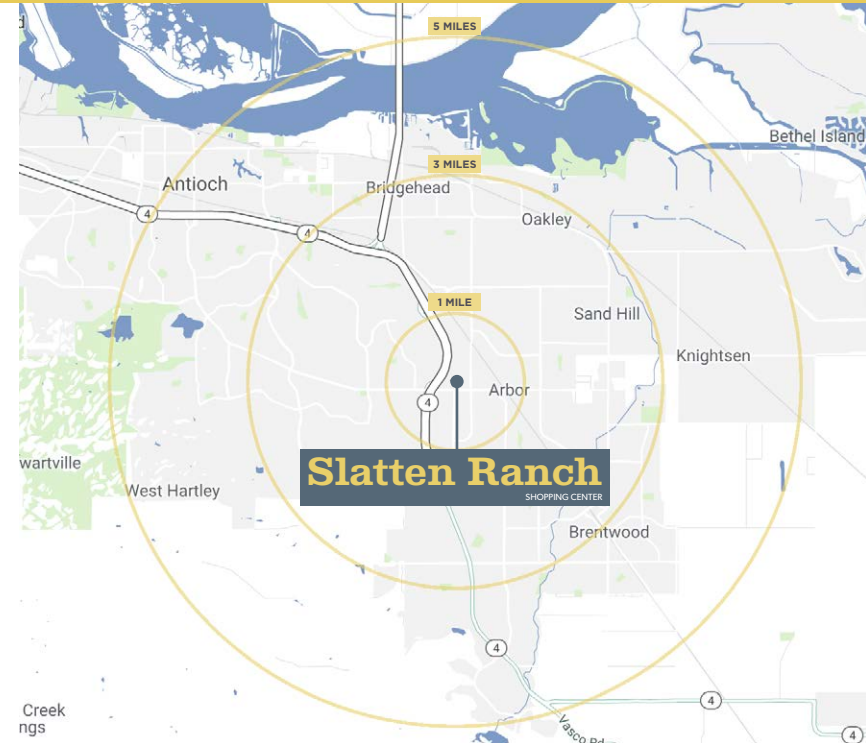 5 MILES
Bethel Island
3 MILES
Antioch
Bridgehead
4
Oakley
4
1 MILE
Sand Hill
Knightsen
Arbor
4
Slatten Ranch
SHOPPING CENTER
wartville
West Hartley
Brentwood
4
4
Creek
ngs
Vasco Rd
4